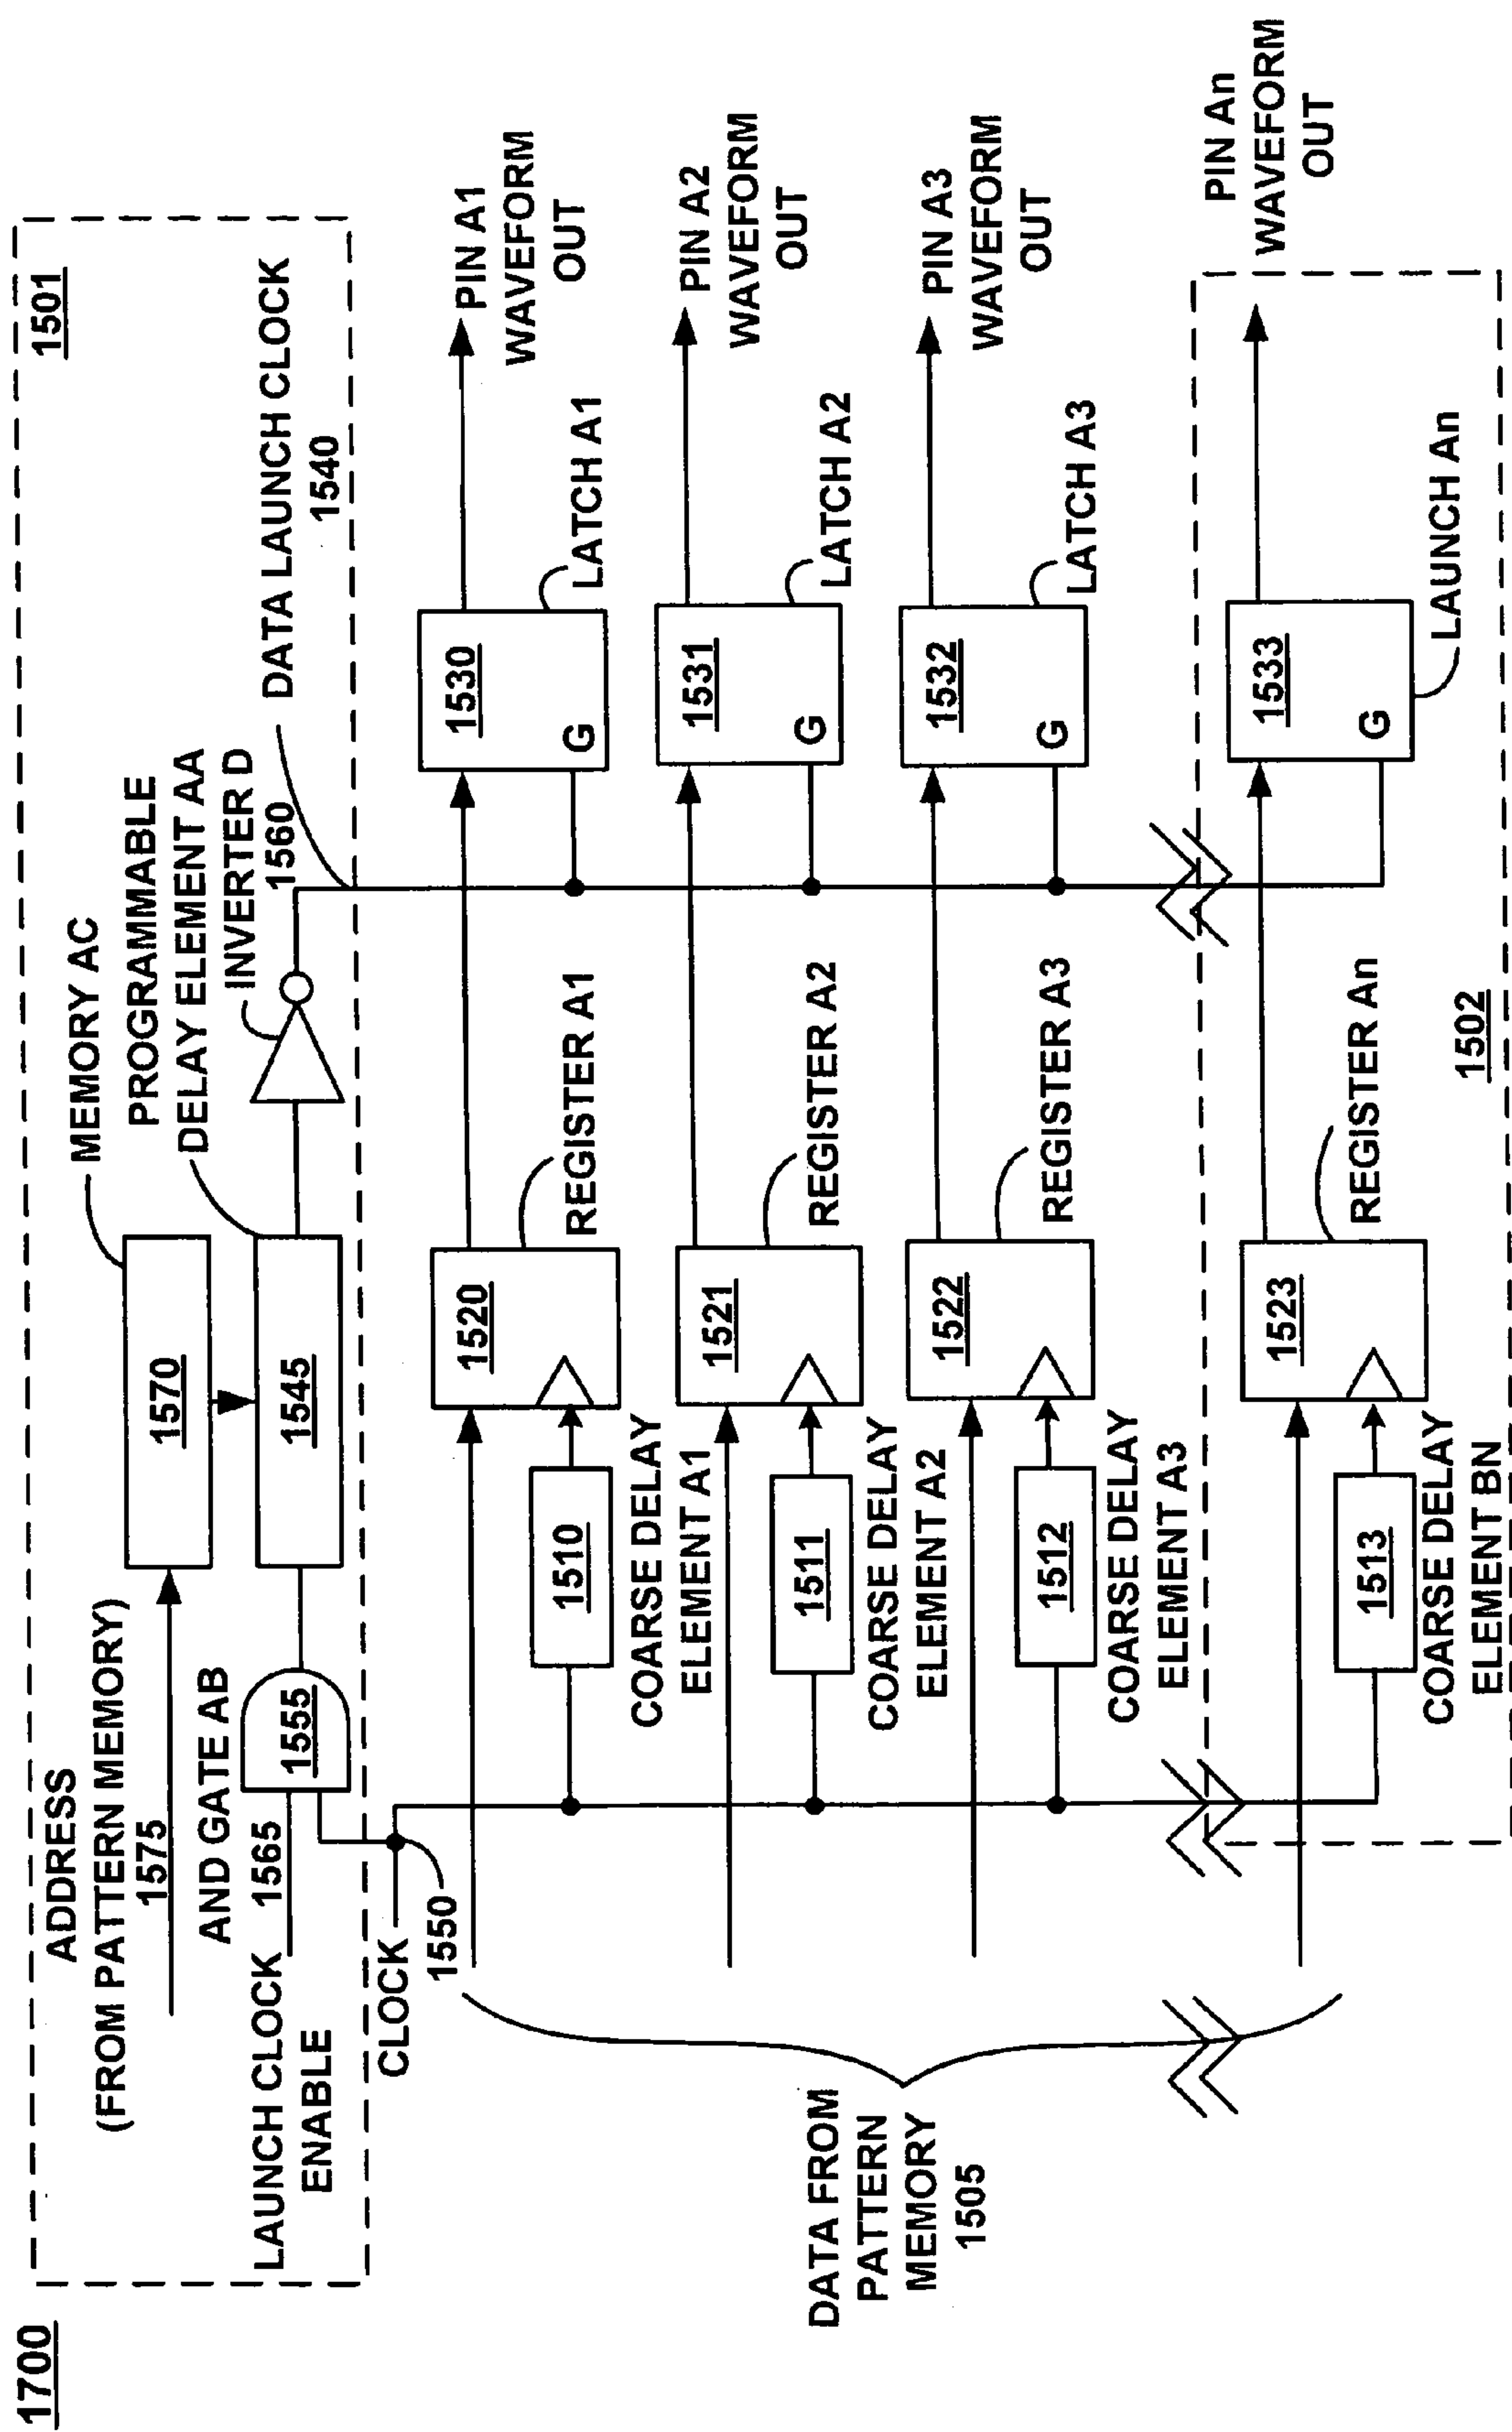 1700
1501
ADDRESS
(FROM PATTERN MEMORY)
1575
MEMORY AC
1570
PROGRAMMABLE
DELAY ELEMENT AA
1545
INVERTER D
1560
AND GATE AB
1555
LAUNCH CLOCK 1565
ENABLE
DATA LAUNCH CLOCK
1540
CLOCK
1550
1520
REGISTER A1
1530
G
LATCH A1
PIN A1
WAVEFORM
OUT
1510
COARSE DELAY
ELEMENT A1
1521
REGISTER A2
1531
G
LATCH A2
PIN A2
WAVEFORM
OUT
1511
COARSE DELAY
ELEMENT A2
1522
REGISTER A3
1532
G
LATCH A3
PIN A3
WAVEFORM
OUT
1512
COARSE DELAY
ELEMENT A3
DATA FROM
PATTERN
MEMORY
1505
1523
REGISTER An
1533
G
LAUNCH An
PIN An
WAVEFORM
OUT
1513
COARSE DELAY
ELEMENT BN
1502